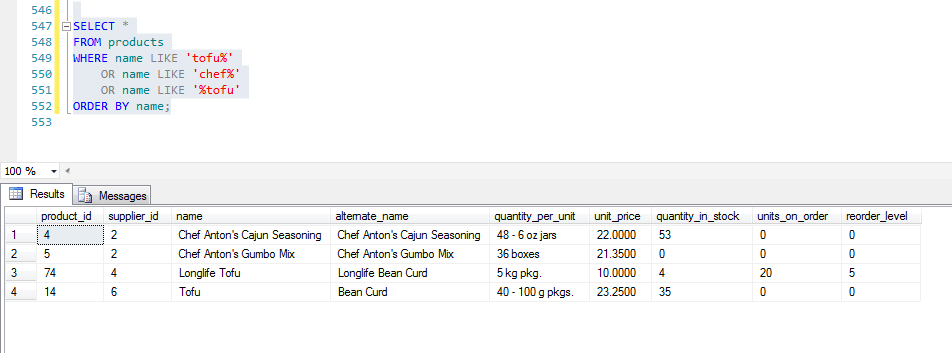 546
547 SELECT *
548 FROM products
549 WHERE name LIKE 'tofu%'
550 OR name LIKE 'chef%'
551 OR name LIKE '%tofu'
552 ORDER BY name;
553
100 %
Results Messages
product_id supplier_id name alternate_name quantity_per_unit unit_price quantity_in_stock units_on_order reorder_level
1 4 2 Chef Anton's Cajun Seasoning Chef Anton's Cajun Seasoning 48 - 6 oz jars 22.0000 53 0 0
2 5 2 Chef Anton's Gumbo Mix Chef Anton's Gumbo Mix 36 boxes 21.3500 0 0 0
3 74 4 Longlife Tofu Longlife Bean Curd 5 kg pkg. 10.0000 4 20 5
4 14 6 Tofu Bean Curd 40 - 100 g pkgs. 23.2500 35 0 0